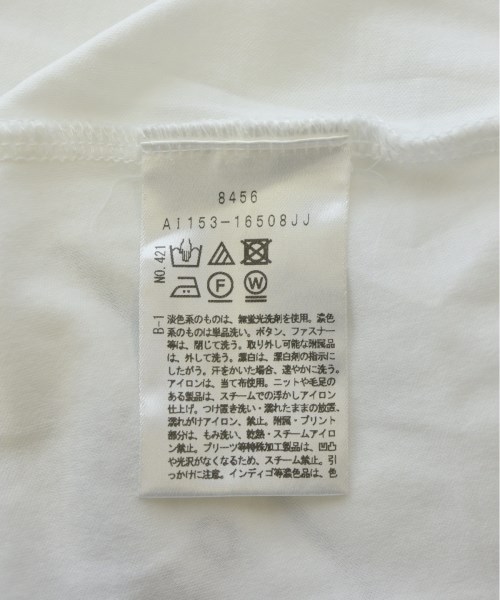 8456
AI153-16508JJ
NO.421
F W
B-1
淡色系のものは、無蛍光洗剤を使用。濃色
系のものは単品洗い。ボタン、ファスナー
等は、閉じて洗う。取り外し可能な附属品
は、外して洗う。漂白は、漂白剤の指示に
したがう。汗をかいた場合、速やかに洗う。
アイロンは、当て布使用。ニットや毛足の
ある製品は、スチームでの浮かしアイロン
仕上げ。つけ置き洗い・濡れたままの放置、
濡れがけアイロン、禁止。附属・プリント
部分は、もみ洗い、乾熱・スチームアイロ
ン禁止。プリーツ等特殊加工製品は、凹凸
や光沢がなくなるため、スチーム禁止。引
っかけに注意。インディゴ等濃色品は、色